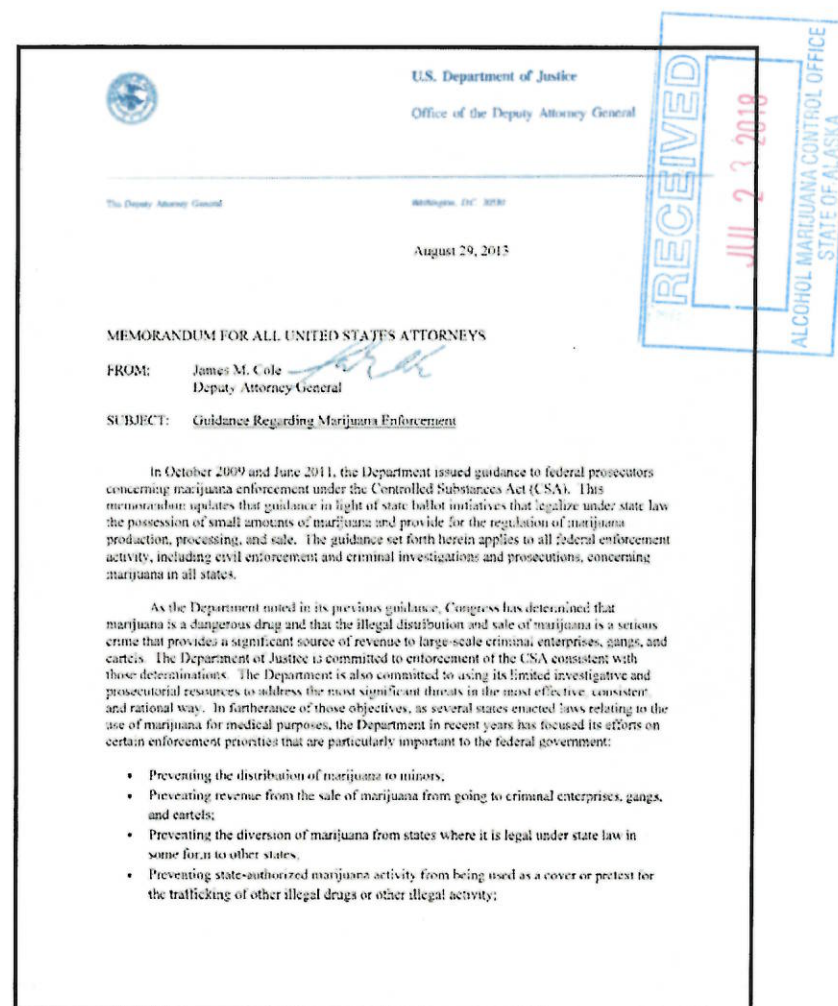 U.S. Department of Justice
Office of the Deputy Attorney General
The Deputy Attorney General
Washington, D.C. 20530
August 29, 2013
RECEIVED
JUL 23 2018
ALCOHOL MARIJUANA CONTROL OFFICE
STATE OF ALASKA
MEMORANDUM FOR ALL UNITED STATES ATTORNEYS
FROM: James M. Cole
Deputy Attorney General
SUBJECT: Guidance Regarding Marijuana Enforcement
In October 2009 and June 2011, the Department issued guidance to federal prosecutors
concerning marijuana enforcement under the Controlled Substances Act (CSA). This
memorandum updates that guidance in light of state ballot initiatives that legalize under state law
the possession of small amounts of marijuana and provide for the regulation of marijuana
production, processing, and sale. The guidance set forth herein applies to all federal enforcement
activity, including civil enforcement and criminal investigations and prosecutions, concerning
marijuana in all states.
As the Department noted in its previous guidance, Congress has determined that
marijuana is a dangerous drug and that the illegal distribution and sale of marijuana is a serious
crime that provides a significant source of revenue to large-scale criminal enterprises, gangs, and
cartels. The Department of Justice is committed to enforcement of the CSA consistent with
those determinations. The Department is also committed to using its limited investigative and
prosecutorial resources to address the most significant threats in the most effective, consistent,
and rational way. In furtherance of those objectives, as several states enacted laws relating to the
use of marijuana for medical purposes, the Department in recent years has focused its efforts on
certain enforcement priorities that are particularly important to the federal government:
• Preventing the distribution of marijuana to minors;
• Preventing revenue from the sale of marijuana from going to criminal enterprises, gangs,
and cartels;
• Preventing the diversion of marijuana from states where it is legal under state law in
some form to other states;
• Preventing state-authorized marijuana activity from being used as a cover or pretext for
the trafficking of other illegal drugs or other illegal activity;